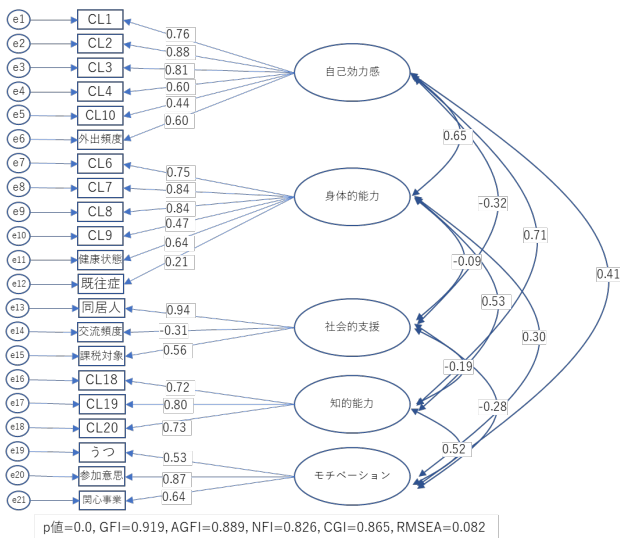 e1 CL1 0.76
e2 CL2 0.88
e3 CL3 0.81 自己効力感
e4 CL4 0.60
e5 CL10 0.44
e6 外出頻度 0.60
0.65
e7 CL6 0.75
e8 CL7 0.84 身体的能力
e9 CL8 0.84 -0.32
e10 CL9 0.47
e11 健康状態 0.64 0.71
e12 既往症 0.21 -0.09
0.41
e13 同居人 0.94 0.53
e14 交流頻度 -0.31 社会的支援
e15 課税対象 0.56 0.30
e16 CL18 0.72 -0.19
e17 CL19 0.80 知的能力 -0.28
e18 CL20 0.73
e19 うつ 0.53 0.52
e20 参加意思 0.87 モチベーション
e21 関心事業 0.64
p値=0.0, GFI=0.919, AGFI=0.889, NFI=0.826, CGI=0.865, RMSEA=0.082